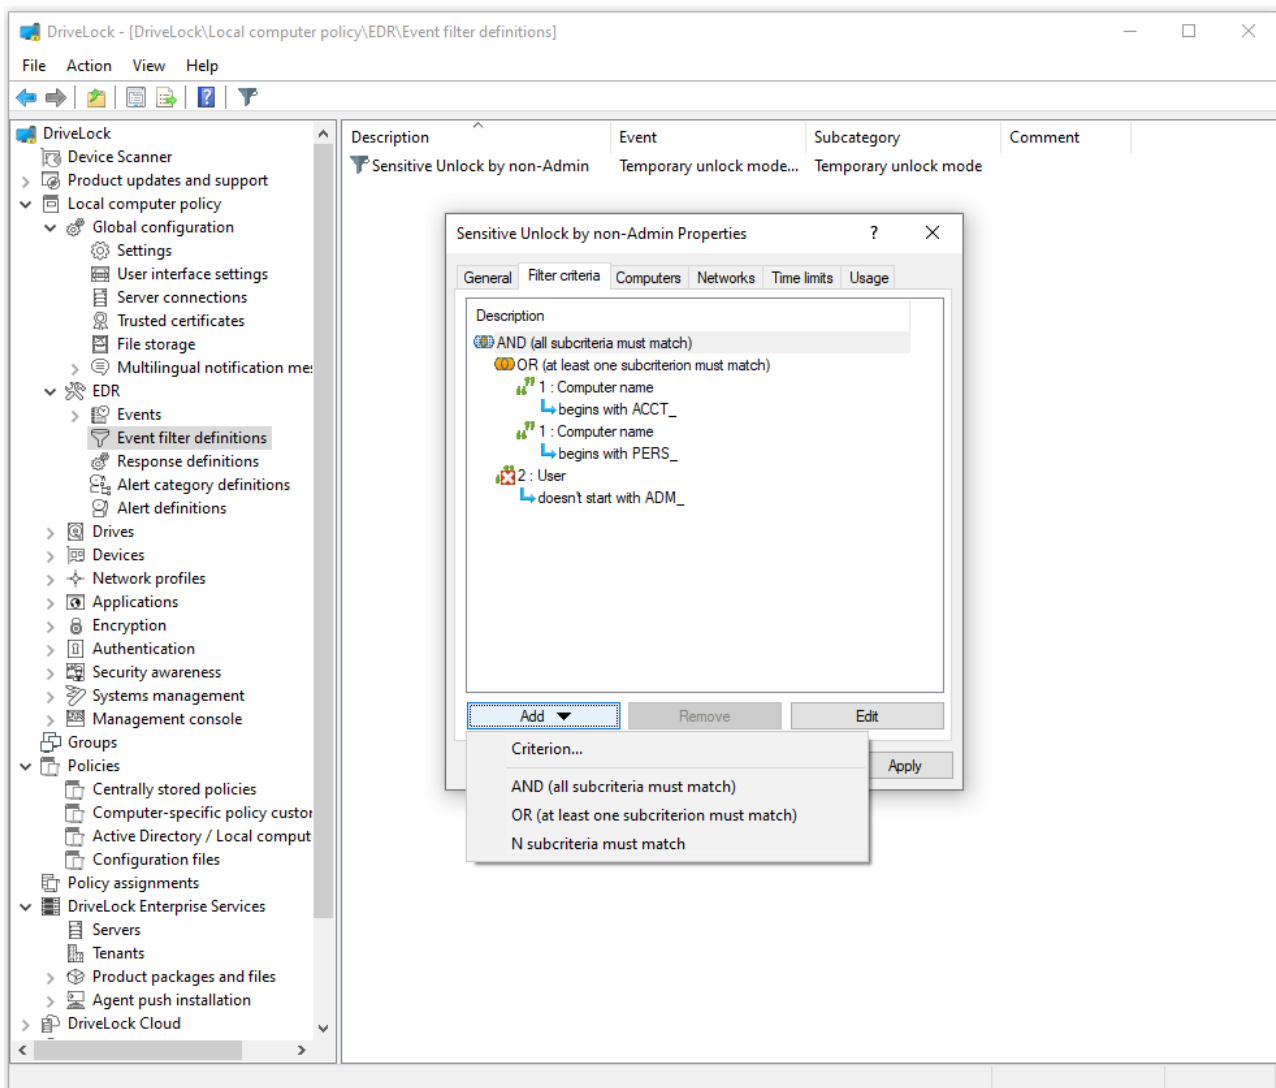 DriveLock - [DriveLock\Local computer policy\EDR\Event filter definitions]
File Action View Help
DriveLock
Device Scanner
Product updates and support
Local computer policy
Global configuration
Settings
User interface settings
Server connections
Trusted certificates
File storage
Multilingual notification me
EDR
Events
Event filter definitions
Response definitions
Alert category definitions
Alert definitions
Drives
Devices
Network profiles
Applications
Encryption
Authentication
Security awareness
Systems management
Management console
Groups
Policies
Centrally stored policies
Computer-specific policy custor
Active Directory / Local comput
Configuration files
Policy assignments
DriveLock Enterprise Services
Servers
Tenants
Product packages and files
Agent push installation
DriveLock Cloud
Description Event Subcategory Comment
Sensitive Unlock by non-Admin Temporary unlock mode... Temporary unlock mode
Sensitive Unlock by non-Admin Properties ?
General Filter criteria Computers Networks Time limits Usage
Description
AND (all subcriteria must match)
OR (at least one subcriterion must match)
1 : Computer name
begins with ACCT_
1 : Computer name
begins with PERS_
2 : User
doesn't start with ADM_
Add Remove Edit
Apply
Criterion...
AND (all subcriteria must match)
OR (at least one subcriterion must match)
N subcriteria must match